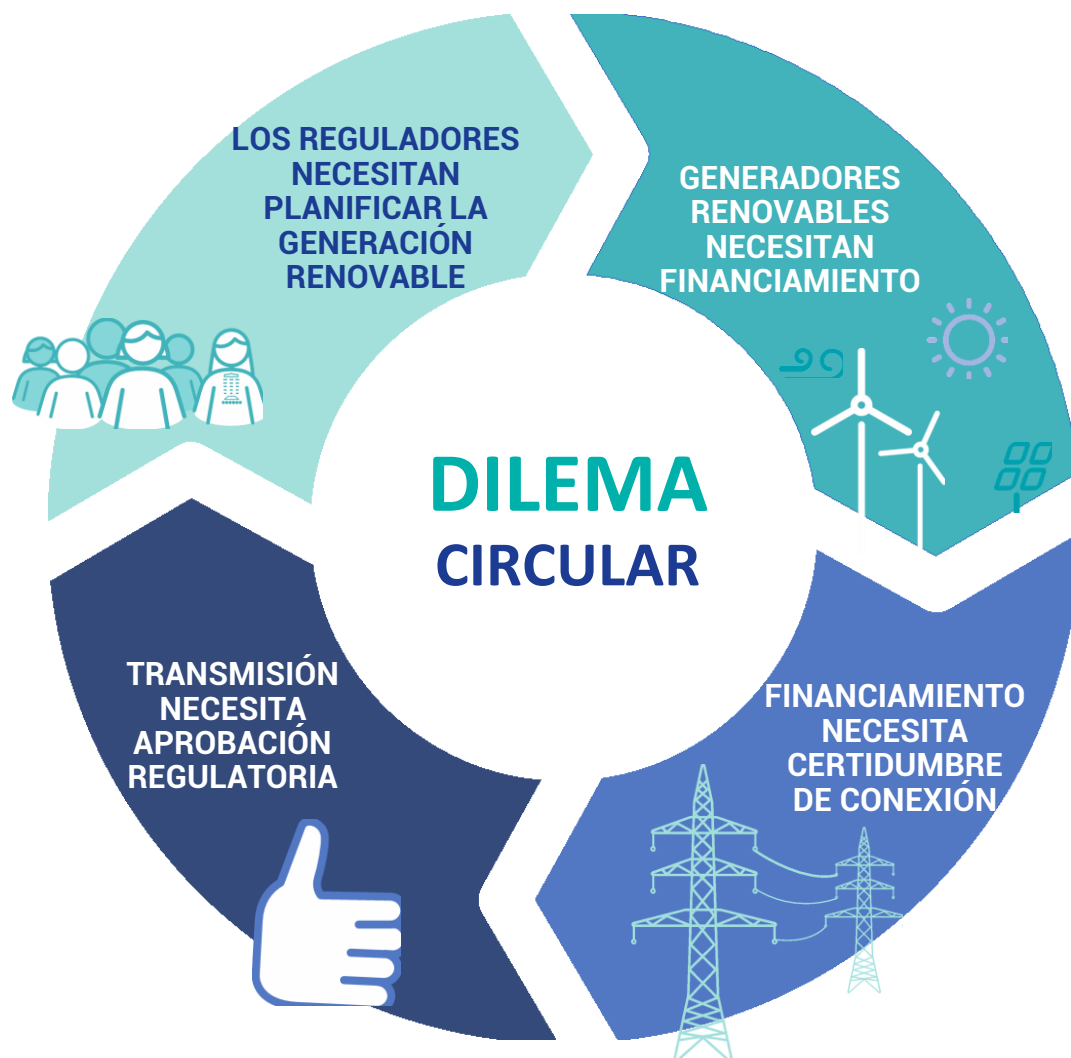 LOS REGULADORES
NECESITAN
PLANIFICAR LA
GENERACIÓN
RENOVABLE
GENERADORES
RENOVABLES
NECESITAN
FINANCIAMIENTO
DILEMA
CIRCULAR
TRANSMISIÓN
NECESITA
APROBACIÓN
REGULATORIA
FINANCIAMIENTO
NECESITA
CERTIDUMBRE
DE CONEXIÓN